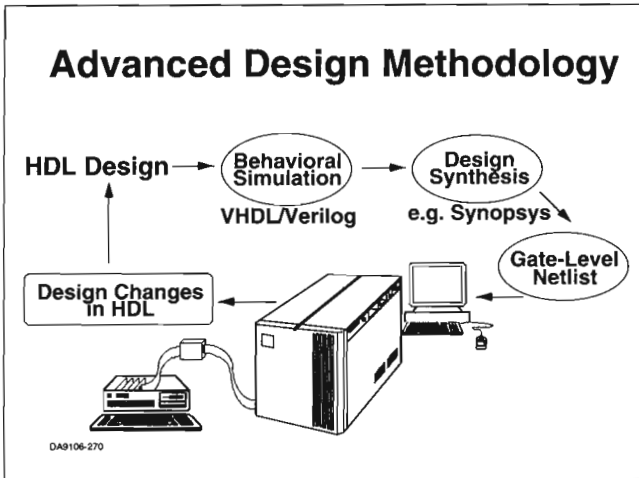 Advanced Design Methodology
HDL Design
Behavioral
Simulation
VHDL/Verilog
Design
Synthesis
e.g. Synopsys
Gate-Level
Netlist
Design Changes
in HDL
DA9106-270